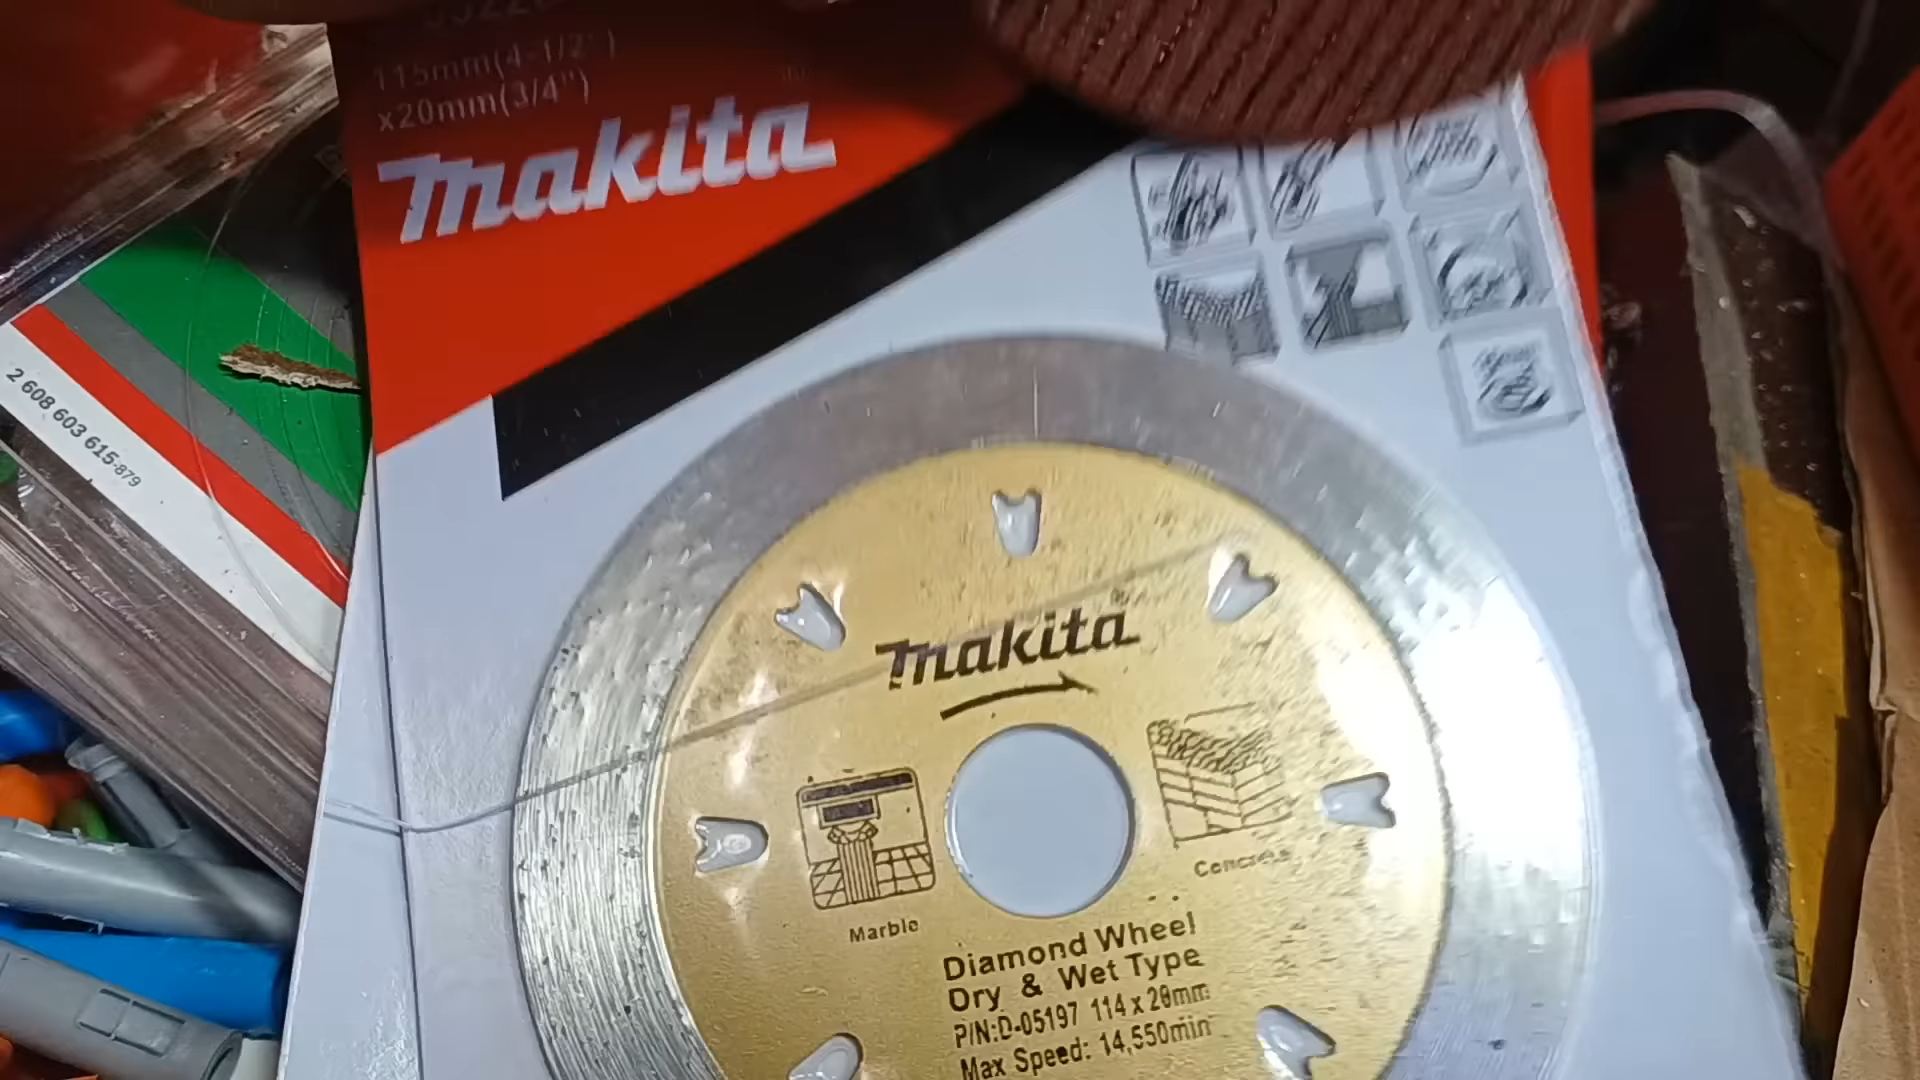 115mm(4-1/2")
x20mm(3/4")
makita
2 608 603 615-879
makita
Marble
Concrete
Diamond Wheel
Dry & Wet Type
P/N:D-05197 114 x 20mm
Max Speed: 14,550min